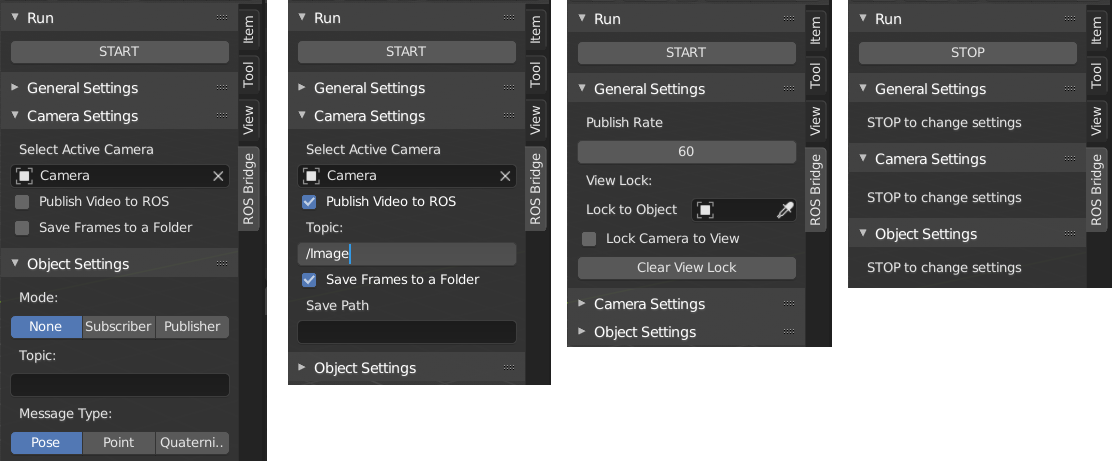 Run
START
General Settings
Camera Settings
Select Active Camera
Camera
Publish Video to ROS
Save Frames to a Folder
Object Settings
Mode:
None Subscriber Publisher
Topic:
Message Type:
Pose Point Quaterni..
Item
Tool
View
ROS Bridge
Run
START
General Settings
Camera Settings
Select Active Camera
Camera
Publish Video to ROS
Topic:
/Image
Save Frames to a Folder
Save Path
Object Settings
Item
Tool
View
ROS Bridge
Run
START
General Settings
Publish Rate
60
View Lock:
Lock to Object
Lock Camera to View
Clear View Lock
Camera Settings
Object Settings
Item
Tool
View
ROS Bridge
Run
STOP
General Settings
STOP to change settings
Camera Settings
STOP to change settings
Object Settings
STOP to change settings
Item
Tool
View
ROS Bridge